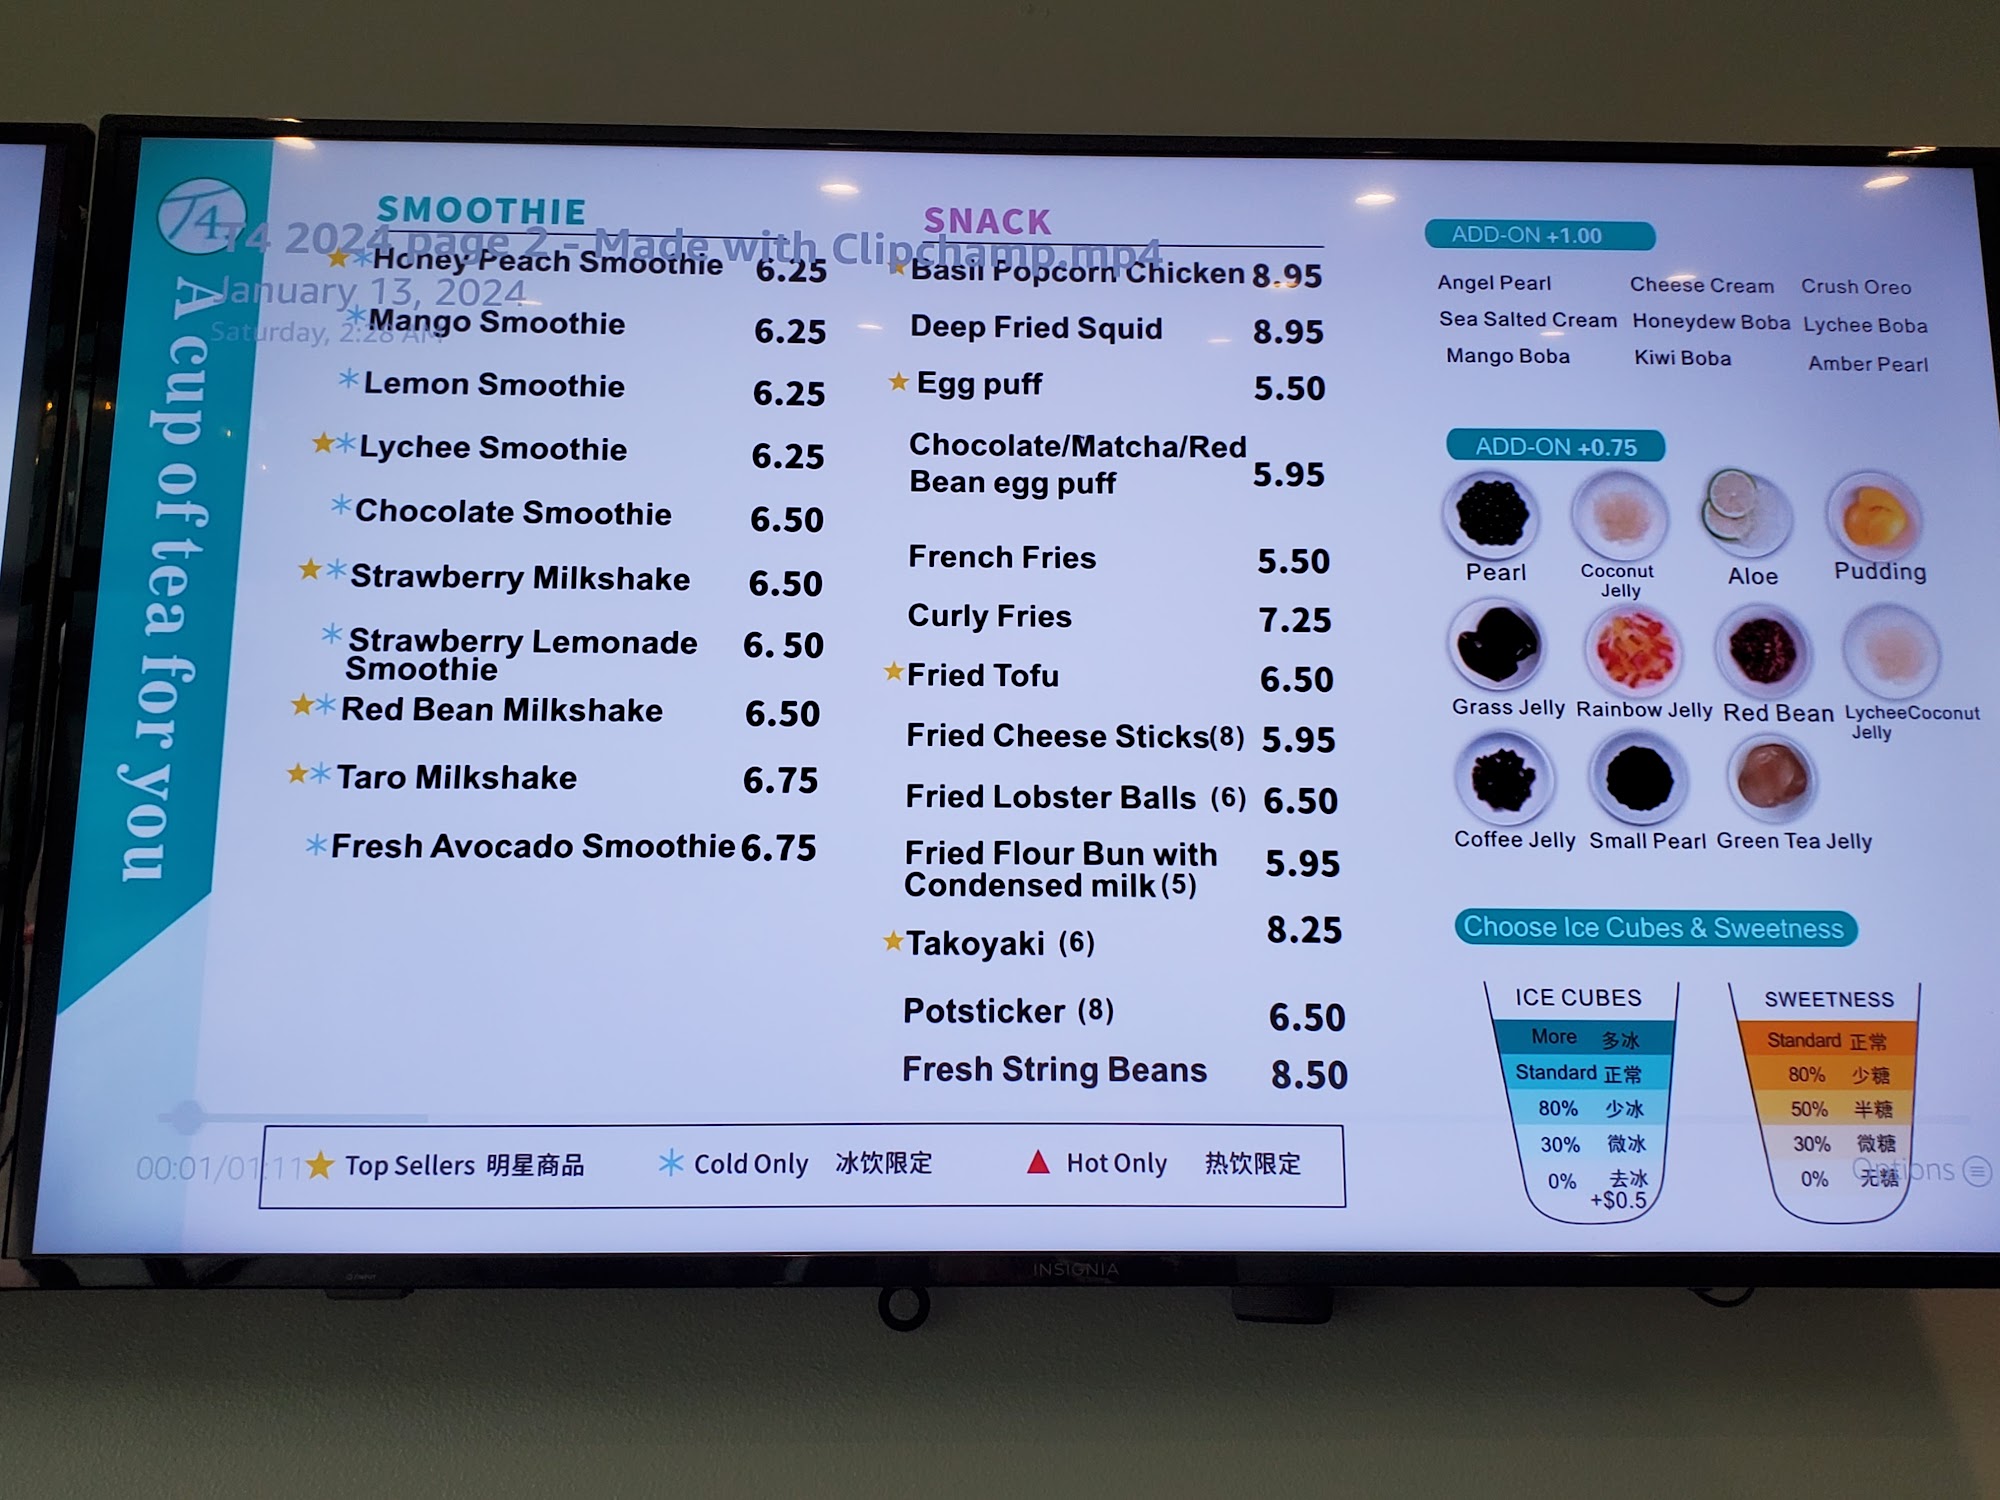 T4
A cup of tea for you
T4 2024 page 2 - Made with Clipchamp.mp4
January 13, 2024
Saturday, 2:28 AM
SMOOTHIE
Honey Peach Smoothie 6.25
Mango Smoothie 6.25
Lemon Smoothie 6.25
Lychee Smoothie 6.25
Chocolate Smoothie 6.50
Strawberry Milkshake 6.50
Strawberry Lemonade 6.50
Smoothie
Red Bean Milkshake 6.50
Taro Milkshake 6.75
Fresh Avocado Smoothie 6.75
SNACK
Basil Popcorn Chicken 8.95
Deep Fried Squid 8.95
Egg puff 5.50
Chocolate/Matcha/Red
Bean egg puff 5.95
French Fries 5.50
Curly Fries 7.25
Fried Tofu 6.50
Fried Cheese Sticks(8) 5.95
Fried Lobster Balls (6) 6.50
Fried Flour Bun with
Condensed milk(5) 5.95
Takoyaki (6) 8.25
Potsticker (8) 6.50
Fresh String Beans 8.50
ADD-ON +1.00
Angel Pearl Cheese Cream Crush Oreo
Sea Salted Cream Honeydew Boba Lychee Boba
Mango Boba Kiwi Boba Amber Pearl
ADD-ON +0.75
Pearl Coconut Aloe Pudding
Jelly
Grass Jelly Rainbow Jelly Red Bean LycheeCoconut
Jelly
Coffee Jelly Small Pearl Green Tea Jelly
Choose Ice Cubes & Sweetness
ICE CUBES
More 多冰
Standard 正常
80% 少冰
30% 微冰
0% 去冰
+$0.5
SWEETNESS
Standard 正常
80% 少糖
50% 半糖
30% 微糖
0% 无糖
Options
00:01/01:11
Top Sellers 明星商品 Cold Only 冰饮限定 Hot Only 热饮限定
INSIGNIA